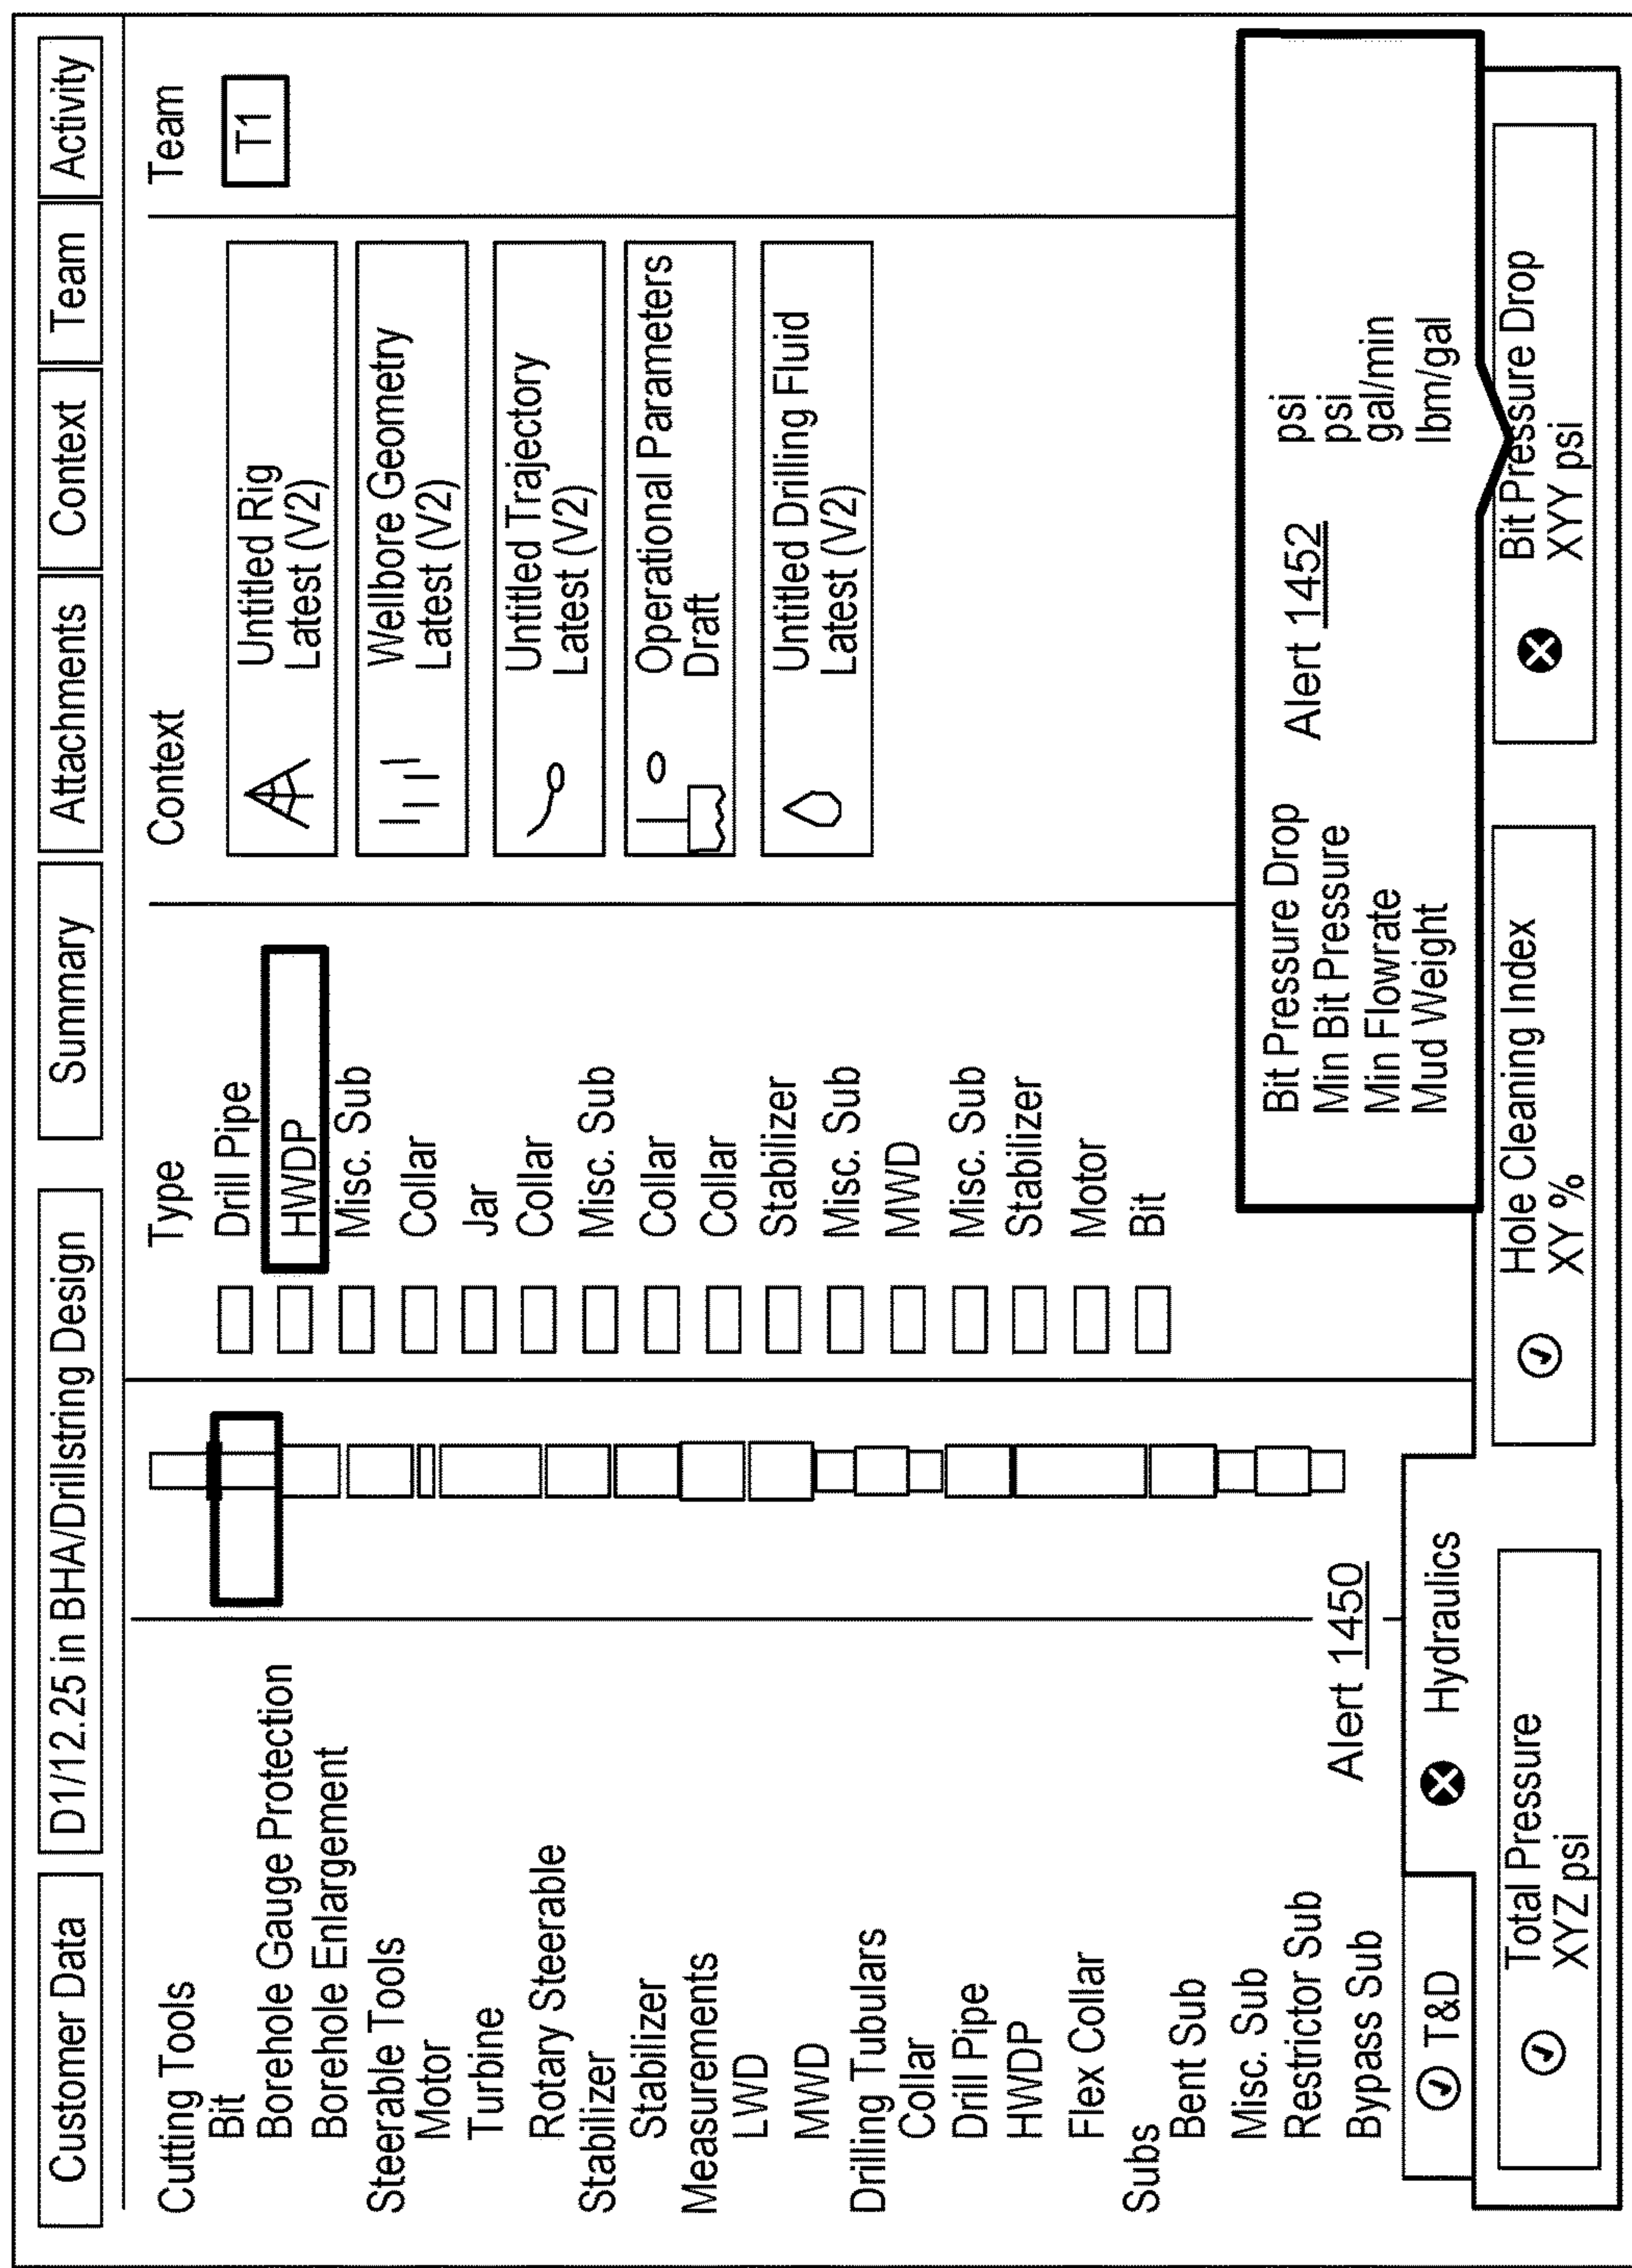 Customer Data
D1/12.25 in BHA/Drillstring Design
Summary
Attachments
Context
Team
Activity
Cutting Tools
Bit
Borehole Gauge Protection
Borehole Enlargement
Steerable Tools
Motor
Turbine
Rotary Steerable
Stabilizer
Stabilizer
Measurements
LWD
MWD
Drilling Tubulars
Collar
Drill Pipe
HWDP
Flex Collar
Subs
Bent Sub
Misc. Sub
Restrictor Sub
Bypass Sub
Type
Drill Pipe
HWDP
Misc. Sub
Collar
Jar
Collar
Misc. Sub
Collar
Collar
Stabilizer
Misc. Sub
MWD
Misc. Sub
Stabilizer
Motor
Bit
Context
Untitled Rig
Latest (V2)
Wellbore Geometry
Latest (V2)
Untitled Trajectory
Latest (V2)
Operational Parameters
Draft
Untitled Drilling Fluid
Latest (V2)
Team
T1
Alert 1450
T&D
Hydraulics
Bit Pressure Drop psi
Min Bit Pressure psi
Min Flowrate gal/min
Mud Weight lbm/gal
Alert 1452
Total Pressure
XYZ psi
Hole Cleaning Index
XY %
Bit Pressure Drop
XYY psi